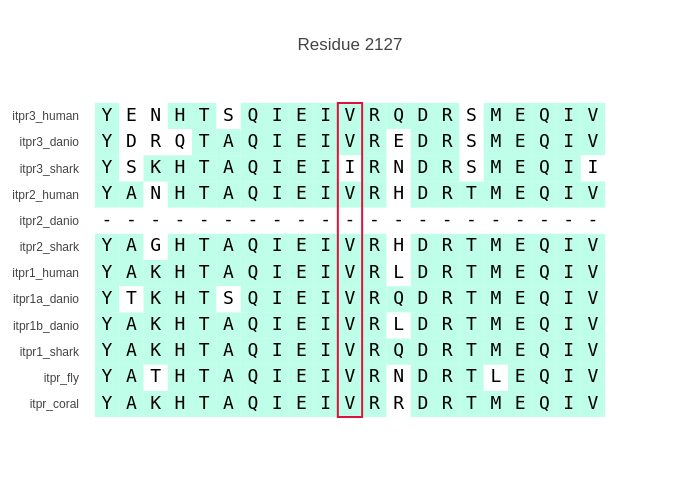 Residue 2127
itpr3_human Y E N H T S Q I E I V R Q D R S M E Q I V
itpr3_danio Y D R Q T A Q I E I V R E D R S M E Q I V
itpr3_shark Y S K H T A Q I E I I R N D R S M E Q I I
itpr2_human Y A N H T A Q I E I V R H D R T M E Q I V
itpr2_danio - - - - - - - - - - - - - - - - - - - - -
itpr2_shark Y A G H T A Q I E I V R H D R T M E Q I V
itpr1_human Y A K H T A Q I E I V R L D R T M E Q I V
itpr1a_danio Y T K H T S Q I E I V R Q D R T M E Q I V
itpr1b_danio Y A K H T A Q I E I V R L D R T M E Q I V
itpr1_shark Y A K H T A Q I E I V R Q D R T M E Q I V
itpr_fly Y A T H T A Q I E I V R N D R T L E Q I V
itpr_coral Y A K H T A Q I E I V R R D R T M E Q I V